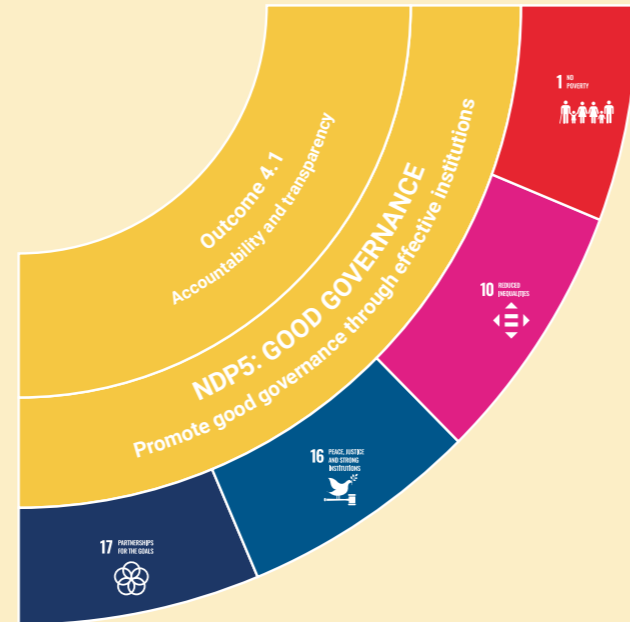 Outcome 4.1
Accountability and transparency
NDP5: GOOD GOVERNANCE
Promote good governance through effective institutions
1 NO
POVERTY
10 REDUCED
INEQUALITIES
16 PEACE, JUSTICE
AND STRONG
INSTITUTIONS
17 PARTNERSHIPS
FOR THE GOALS